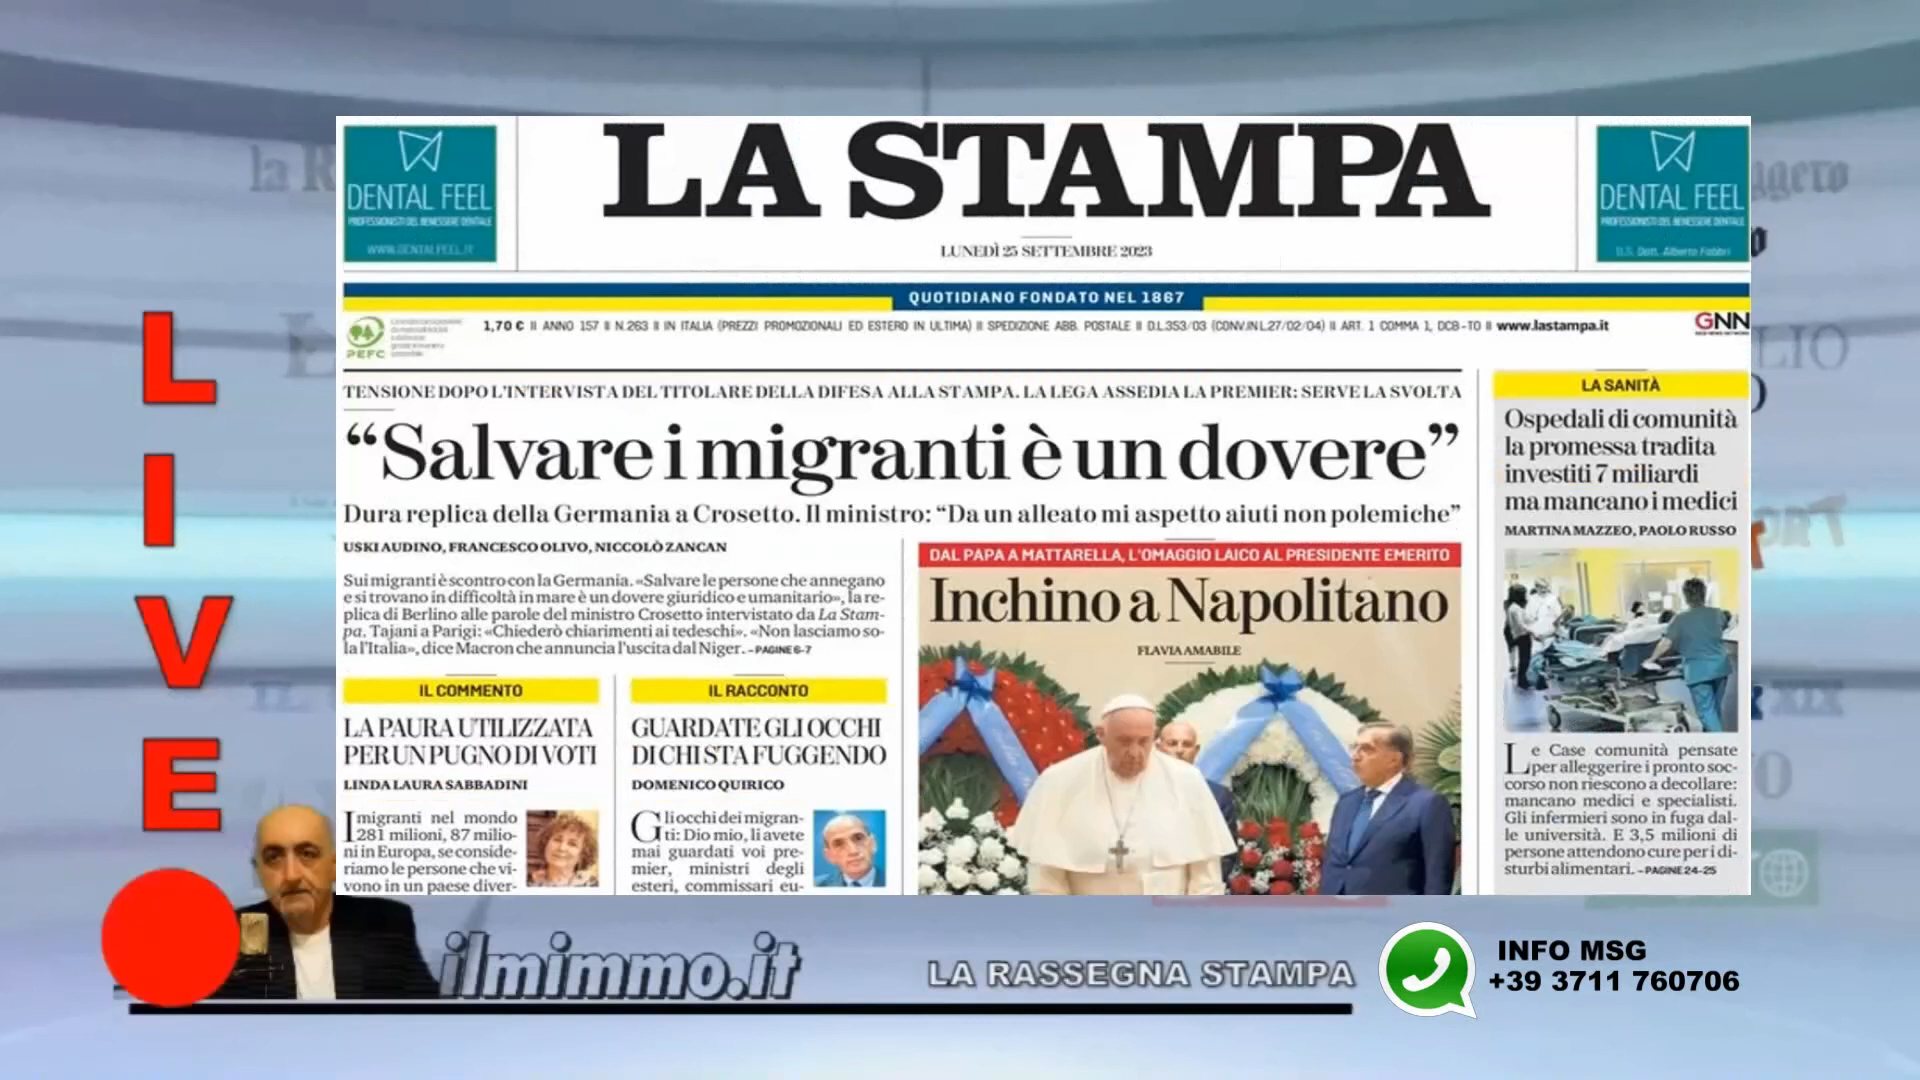 LIVE
DENTAL FEEL
PROFESSIONISTI DEL BENESSERE DENTALE
WWW.DENTALFEEL.IT
LA STAMPA
LUNEDÌ 25 SETTEMBRE 2023
DENTAL FEEL
PROFESSIONISTI DEL BENESSERE DENTALE
D.S. Dott. Alberto Fabbri
QUOTIDIANO FONDATO NEL 1867
PEFC
1,70 € II ANNO 157 II N.263 II IN ITALIA (PREZZI PROMOZIONALI ED ESTERO IN ULTIMA) II SPEDIZIONE ABB. POSTALE II D.L.353/03 (CONV.IN L.27/02/04) II ART. 1 COMMA 1, DCB-TO II www.lastampa.it
GNN
TENSIONE DOPO L'INTERVISTA DEL TITOLARE DELLA DIFESA ALLA STAMPA. LA LEGA ASSEDIA LA PREMIER: SERVE LA SVOLTA
“Salvare i migranti è un dovere”
Dura replica della Germania a Crosetto. Il ministro: “Da un alleato mi aspetto aiuti non polemiche”
USKI AUDINO, FRANCESCO OLIVO, NICCOLÒ ZANCAN
Sui migranti è scontro con la Germania. «Salvare le persone che annegano
e si trovano in difficoltà in mare è un dovere giuridico e umanitario», la re-
plica di Berlino alle parole del ministro Crosetto intervistato da La Stam-
pa. Tajani a Parigi: «Chiederò chiarimenti ai tedeschi». «Non lasciamo so-
la l'Italia», dice Macron che annuncia l'uscita dal Niger. – PAGINE 6-7
IL COMMENTO
LA PAURA UTILIZZATA
PER UN PUGNO DI VOTI
LINDA LAURA SABBADINI
I migranti nel mondo
281 milioni, 87 milio-
ni in Europa, se conside-
riamo le persone che vi-
vono in un paese diver-
IL RACCONTO
GUARDATE GLI OCCHI
DI CHI STA FUGGENDO
DOMENICO QUIRICO
Gli occhi dei migran-
ti: Dio mio, li avete
mai guardati voi pre-
mier, ministri degli
esteri, commissari eu-
DAL PAPA A MATTARELLA, L'OMAGGIO LAICO AL PRESIDENTE EMERITO
Inchino a Napolitano
FLAVIA AMABILE
LA SANITÀ
Ospedali di comunità
la promessa tradita
investiti 7 miliardi
ma mancano i medici
MARTINA MAZZEO, PAOLO RUSSO
Le Case comunità pensate
per alleggerire i pronto soc-
corso non riescono a decollare:
mancano medici e specialisti.
Gli infermieri sono in fuga dal-
le università. E 3,5 milioni di
persone attendono cure per i di-
sturbi alimentari. – PAGINE 24-25
ilmimmo.it
LA RASSEGNA STAMPA
INFO MSG
+39 3711 760706